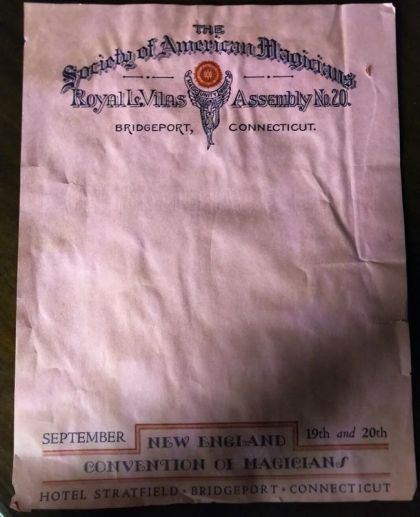 THE
Society of American Magicians
Royal L. Vilas Assembly No. 20.
BRIDGEPORT, CONNECTICUT.
SEPTEMBER NEW ENGLAND 19th and 20th
CONVENTION OF MAGICIANS
HOTEL STRATFIELD · BRIDGEPORT · CONNECTICUT